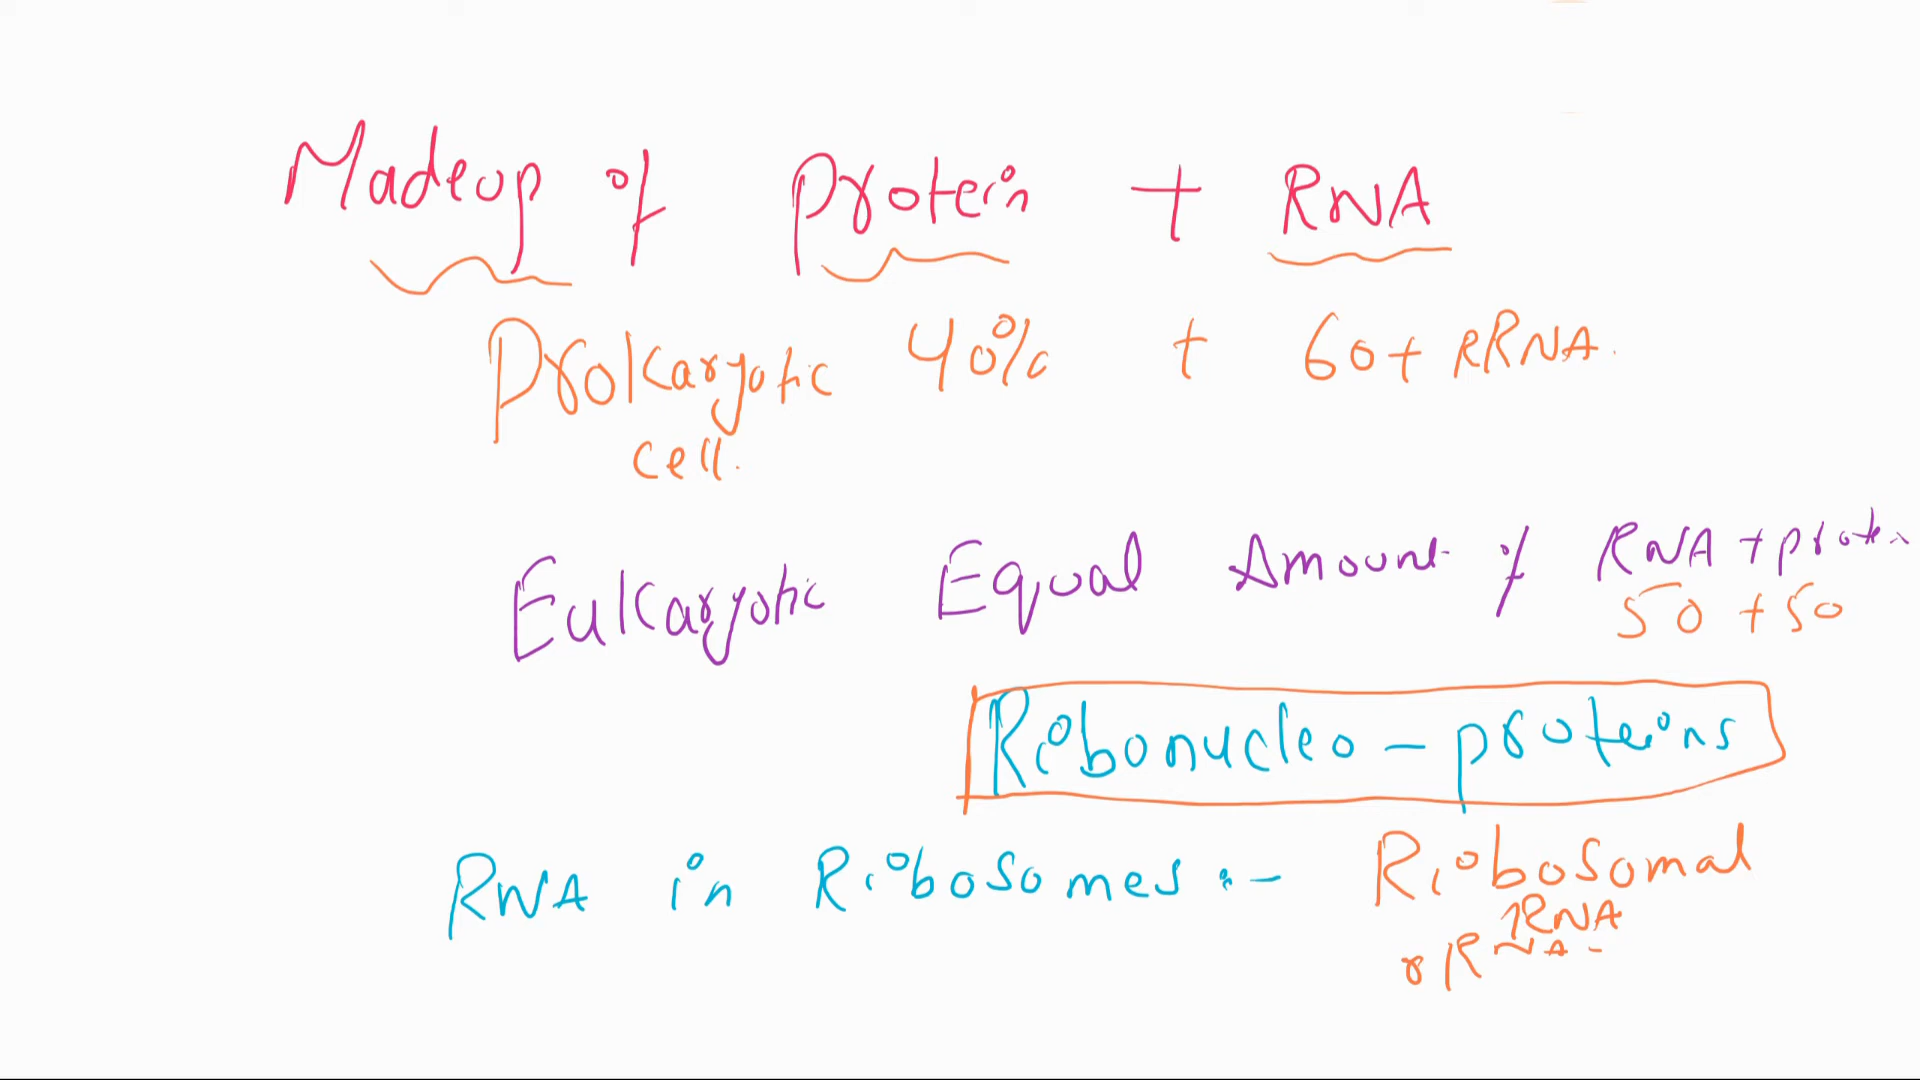 Madeup of protein + RNA
Prokaryotic 40% + 60+ rRNA.
cell.
Eukaryotic Equal Amount of RNA + protein
50 + 50
Ribonucleo - proteins
RNA in Ribosomes :- Ribosomal
RNA
rRNA -